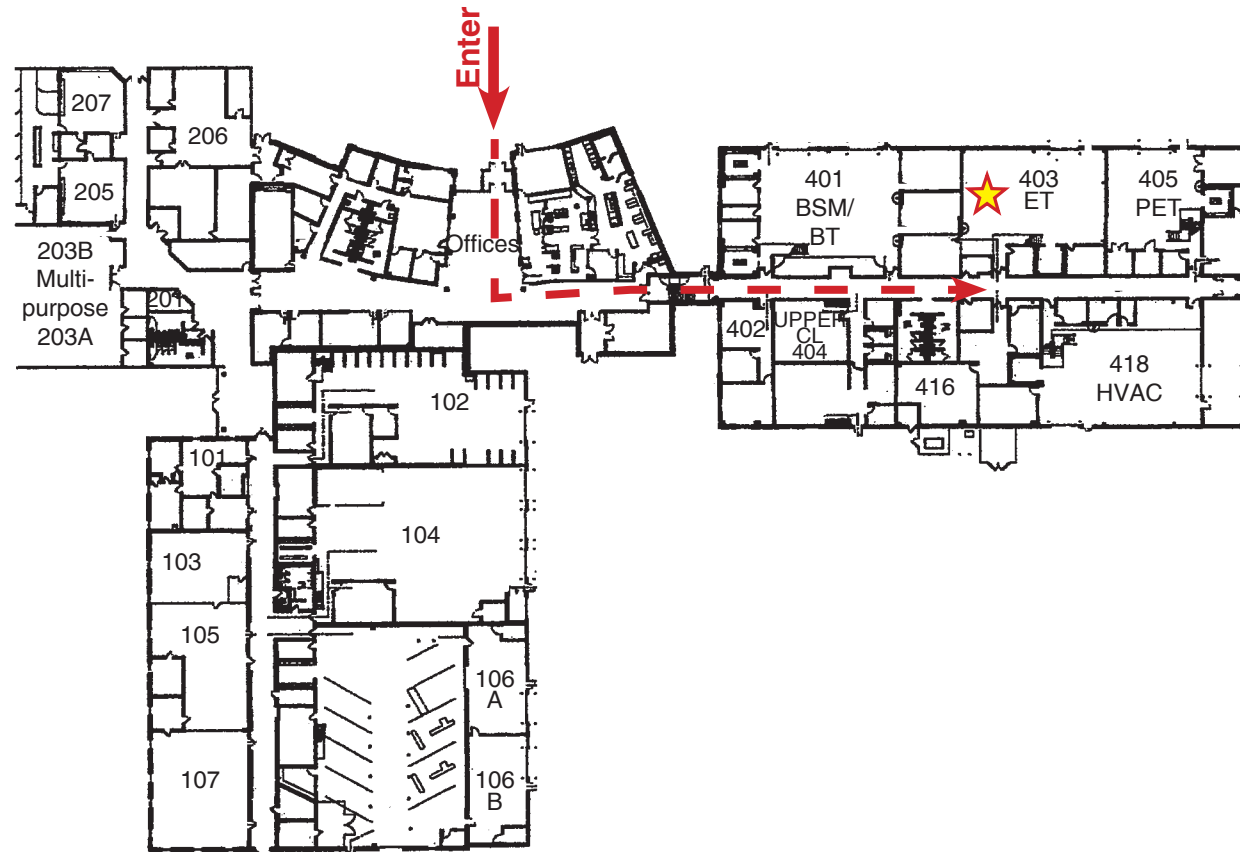 Enter
207
206
205
203B
Multi-
purpose
203A
201
Offices
401
BSM/
BT
403
ET
405
PET
402
UPPER
CL
404
416
418
HVAC
102
101
104
103
105
106
A
107
106
B